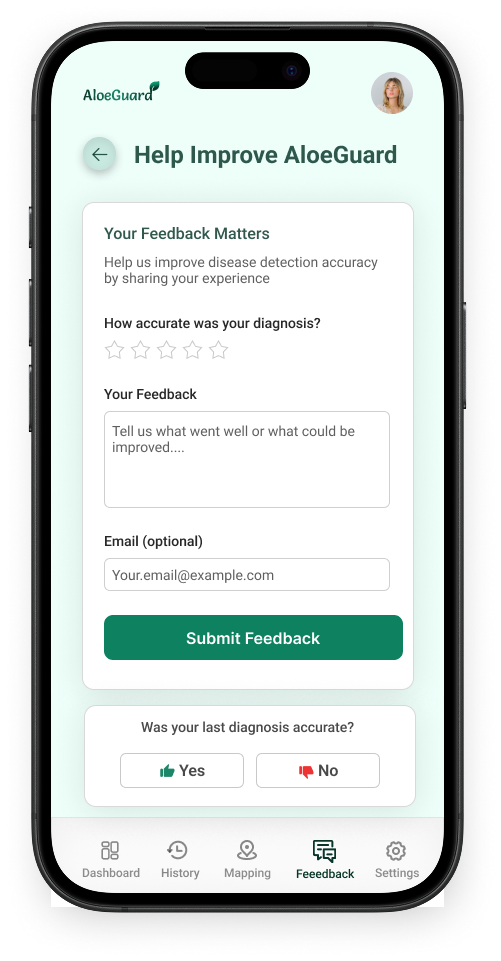 AloeGuard
Help Improve AloeGuard
Your Feedback Matters
Help us improve disease detection accuracy
by sharing your experience
How accurate was your diagnosis?
Your Feedback
Tell us what went well or what could be
improved....
Email (optional)
Your.email@example.com
Submit Feedback
Was your last diagnosis accurate?
Yes No
Dashboard History Mapping Feeedback Settings